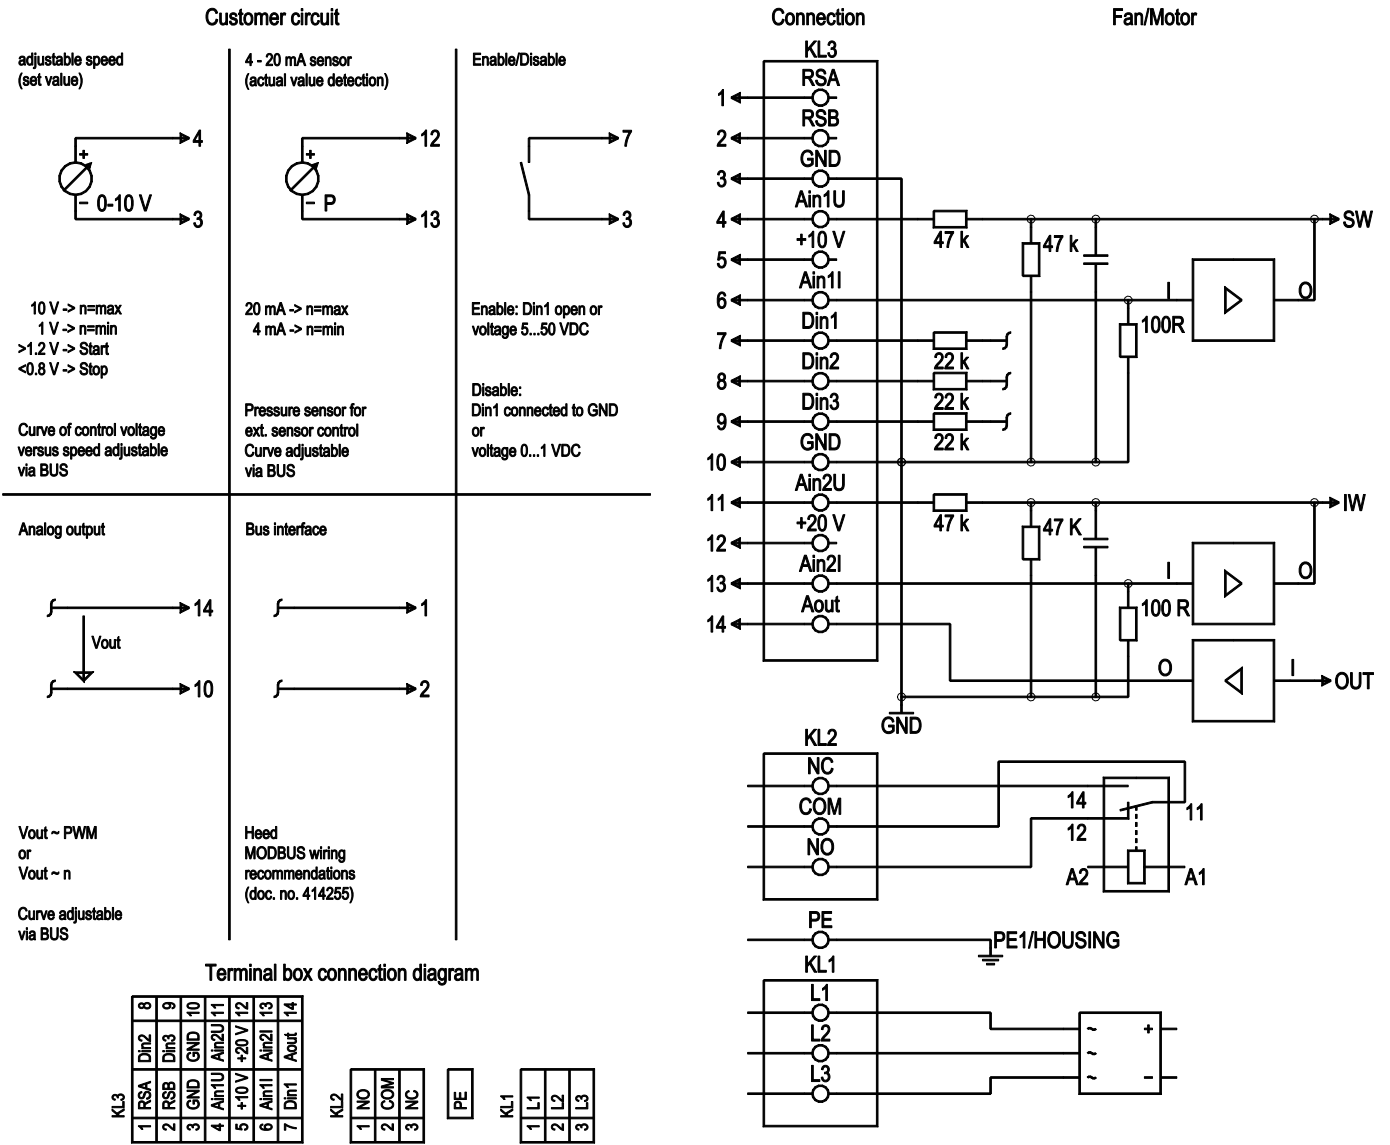 Customer circuit
adjustable speed
(set value)
4
+
- 0-10 V
3
10 V -> n=max
1 V -> n=min
>1.2 V -> Start
<0.8 V -> Stop
Curve of control voltage
versus speed adjustable
via BUS
4 - 20 mA sensor
(actual value detection)
12
+
- P
13
20 mA -> n=max
4 mA -> n=min
Pressure sensor for
ext. sensor control
Curve adjustable
via BUS
Enable/Disable
7
3
Enable: Din1 open or
voltage 5...50 VDC
Disable:
Din1 connected to GND
or
voltage 0...1 VDC
Analog output
14
Vout
10
Vout ~ PWM
or
Vout ~ n
Curve adjustable
via BUS
Bus interface
1
2
Heed
MODBUS wiring
recommendations
(doc. no. 414255)
Connection
Fan/Motor
KL3
RSA
1
RSB
2
GND
3
Ain1U
4
47 k
SW
+10 V
5
47 k
Ain1I
6
I
O
100R
Din1
7
22 k
Din2
8
22 k
Din3
9
22 k
GND
10
Ain2U
11
47 k
IW
+20 V
12
47 K
Ain2I
13
I
O
100 R
Aout
14
O
I
OUT
GND
KL2
NC
14
COM
11
12
NO
A2
A1
PE
PE1/HOUSING
KL1
L1
~
+
L2
~
L3
~
-
Terminal box connection diagram
KL3
8 9 10 11 12 13 14
Din2 Din3 GND Ain2U +20 V Ain2I Aout
RSA RSB GND Ain1U +10 V Ain1I Din1
1 2 3 4 5 6 7
KL2
NO COM NC
1 2 3
PE
KL1
L1 L2 L3
1 2 3